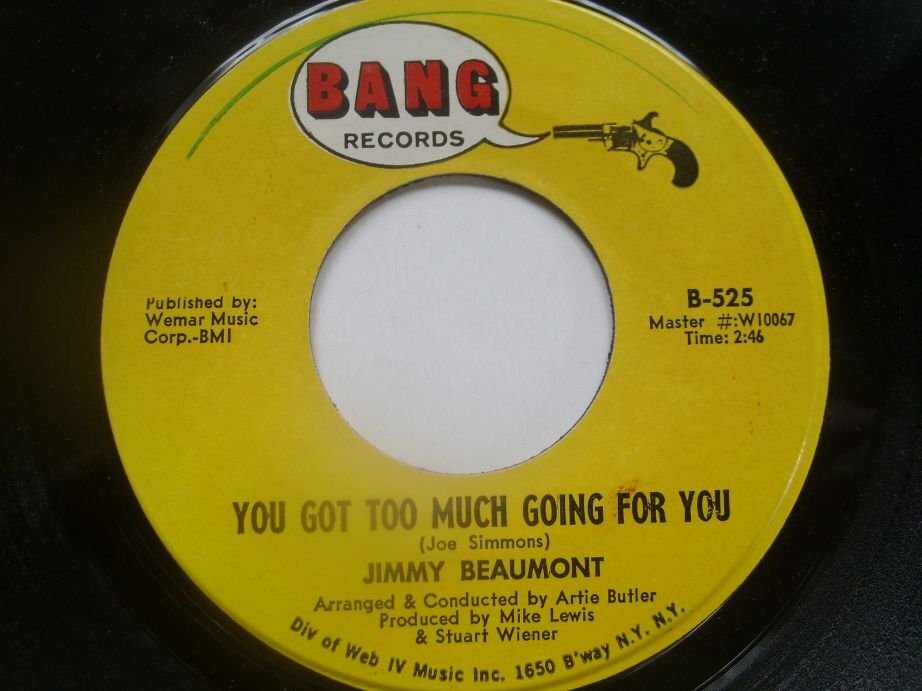 BANG
RECORDS
Published by:
Wemar Music
Corp.-BMI
B-525
Master #:W10067
Time: 2:46
YOU GOT TOO MUCH GOING FOR YOU
(Joe Simmons)
JIMMY BEAUMONT
Arranged & Conducted by Artie Butler
Produced by Mike Lewis
& Stuart Wiener
Div of Web IV Music Inc. 1650 B'way N.Y. N.Y.